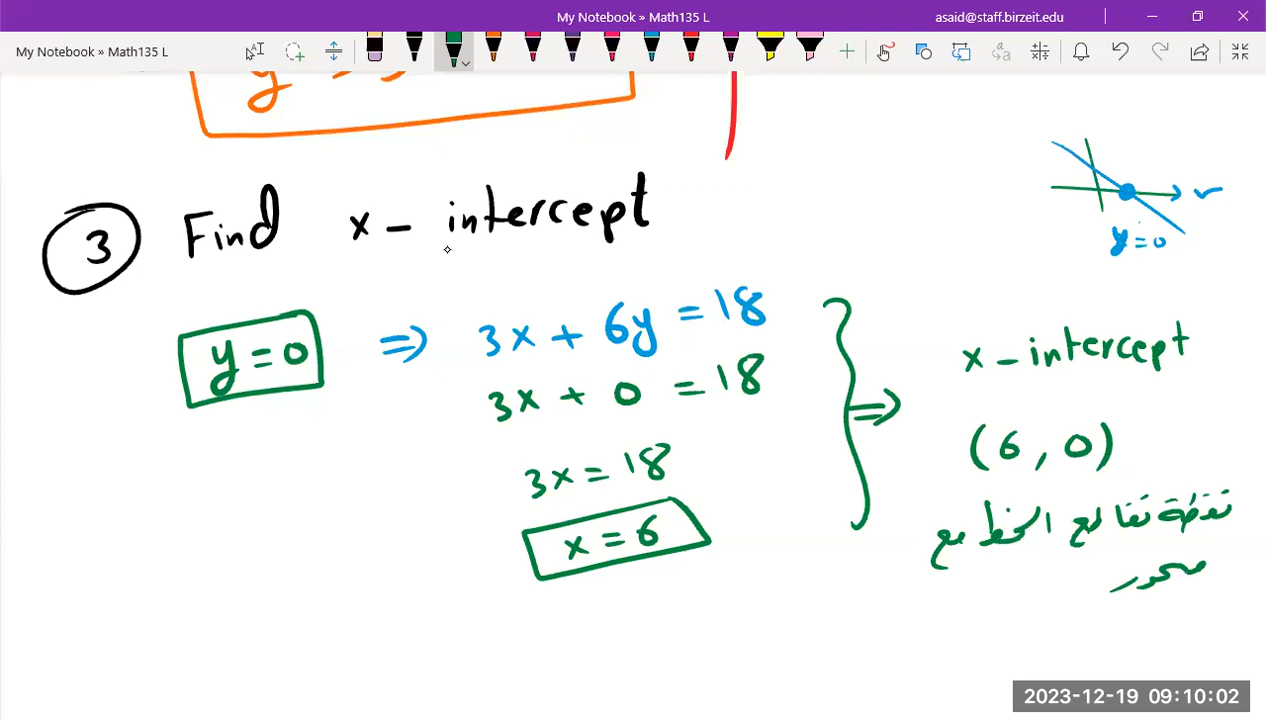 My Notebook » Math135 L
asaid@staff.birzeit.edu
My Notebook » Math135 L
y =
3 Find x - intercept
y = 0
y = 0 ⇒ 3x + 6y = 18
3x + 0 = 18
3x = 18
x = 6
⇒ x - intercept
(6, 0)
نقطة تقاطع الخط مع
محور
2023-12-19 09:10:02